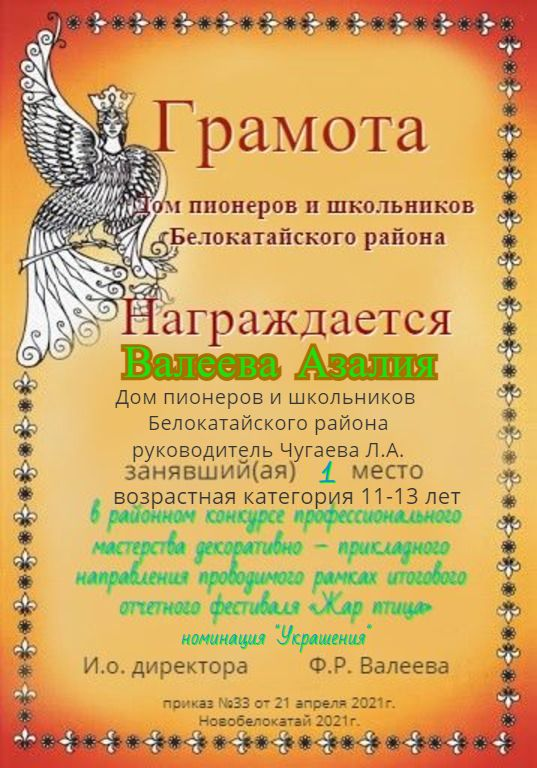 Грамота
Дом пионеров и школьников
Белокатайского района
Награждается
Валеева Азалия
Дом пионеров и школьников
Белокатайского района
руководитель Чугаева Л.А.
занявший(ая) 1 место
возрастная категория 11-13 лет
в районном конкурсе профессионального
мастерства декоративно – прикладного
направления проводимого рамках итогового
отчетного фестиваля «Жар птица»
номинация "Украшения"
И.о. директора Ф.Р. Валеева
приказ №33 от 21 апреля 2021г.
Новобелокатай 2021г.